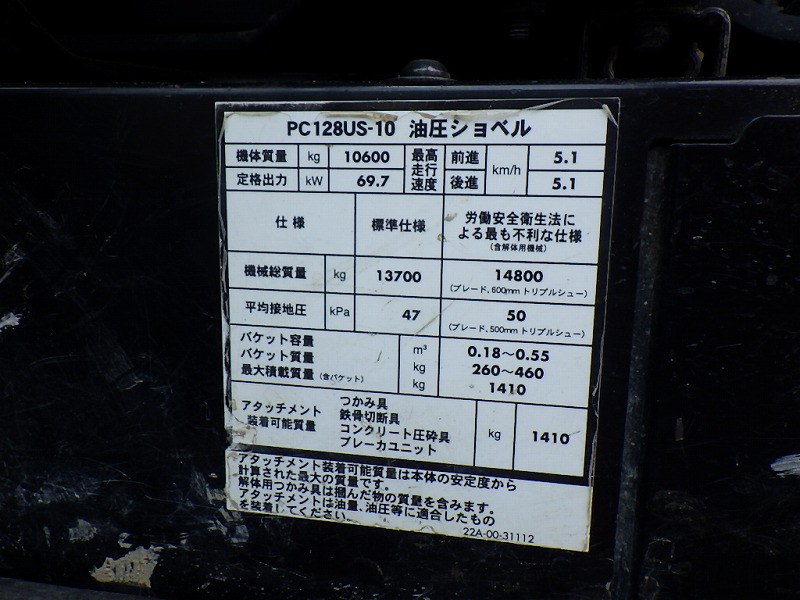 PC128US-10 油圧ショベル
機体質量 kg 10600 最高走行速度 前進 km/h 5.1
定格出力 kW 69.7 後進 5.1
仕様 標準仕様 労働安全衛生法による最も不利な仕様 (含解体用機械)
機械総質量 kg 13700 14800
(ブレード、600mm トリプルシュー)
平均接地圧 kPa 47 50
(ブレード、500mm トリプルシュー)
バケット容量 m³ 0.18～0.55
バケット質量 kg 260～460
最大積載質量 (含バケット) kg 1410
アタッチメント装着可能質量 つかみ具 kg 1410
鉄骨切断具
コンクリート圧砕具
ブレーカユニット
アタッチメント装着可能質量は本体の安定度から
計算された最大の質量です。
解体用つかみ具は掴んだ物の質量を含みます。
アタッチメントは油量、油圧等に適合したもの
を装着してください。
22A-00-31112